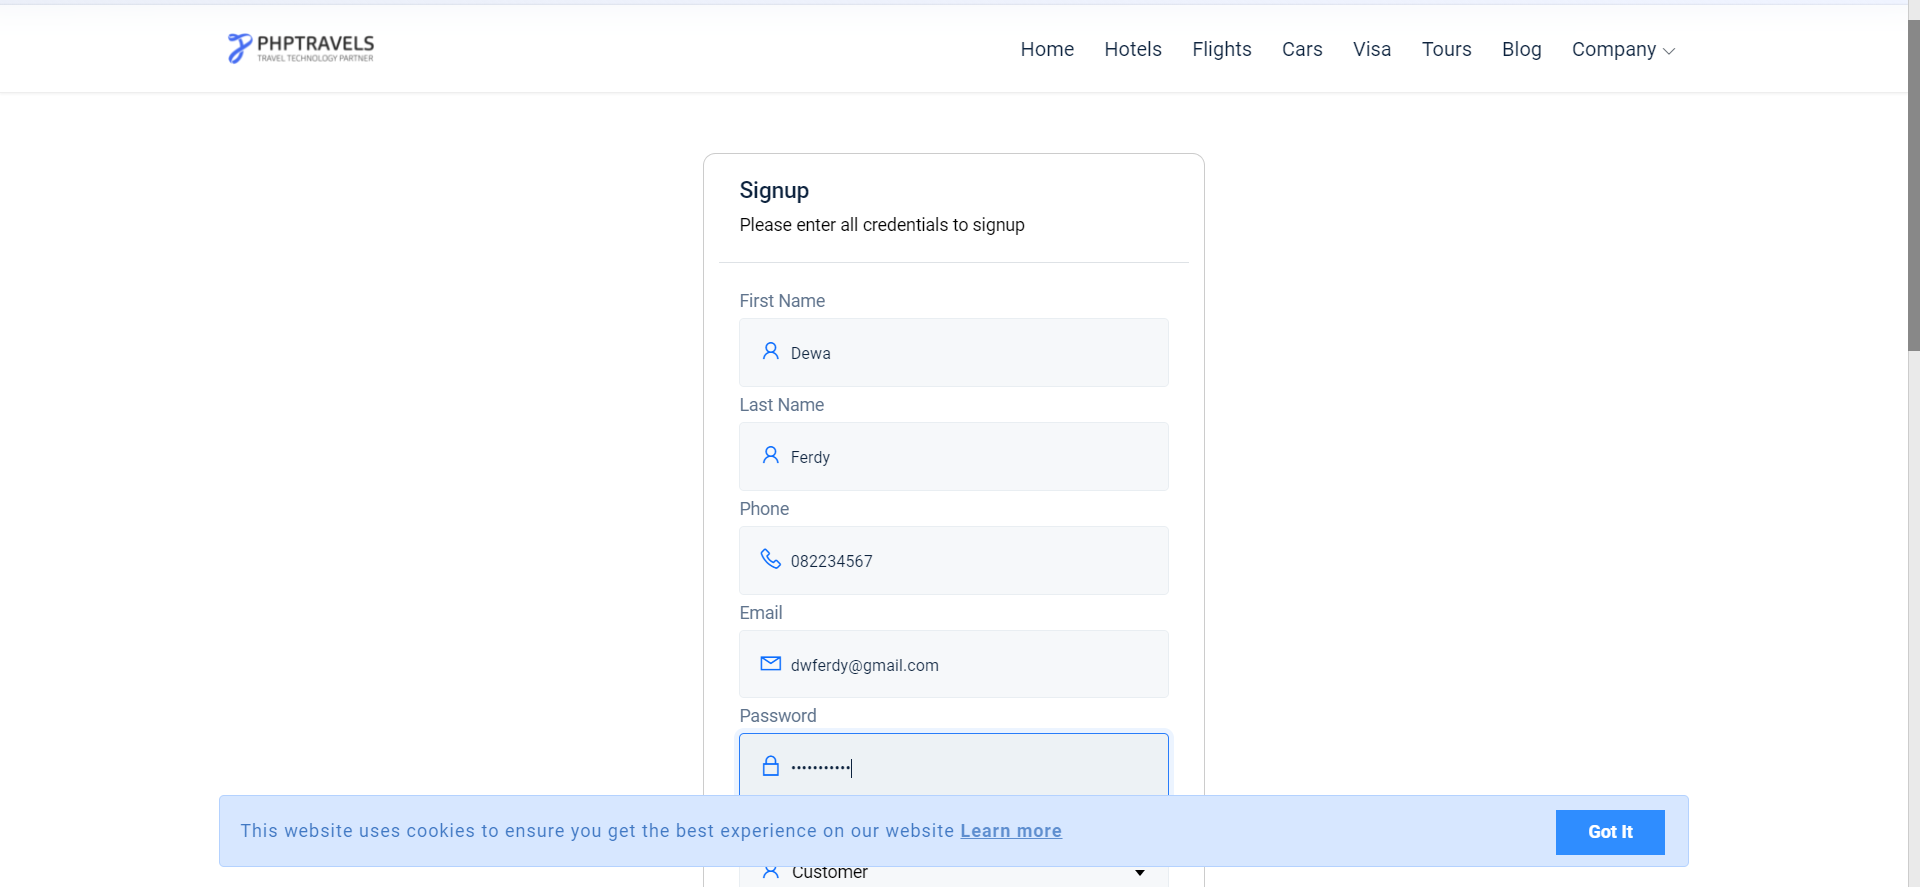 PHPTRAVELS
TRAVEL TECHNOLOGY PARTNER
Home Hotels Flights Cars Visa Tours Blog Company
Signup
Please enter all credentials to signup
First Name
Dewa
Last Name
Ferdy
Phone
082234567
Email
dwferdy@gmail.com
Password
•••••••••••
This website uses cookies to ensure you get the best experience on our website Learn more
Got It
Customer